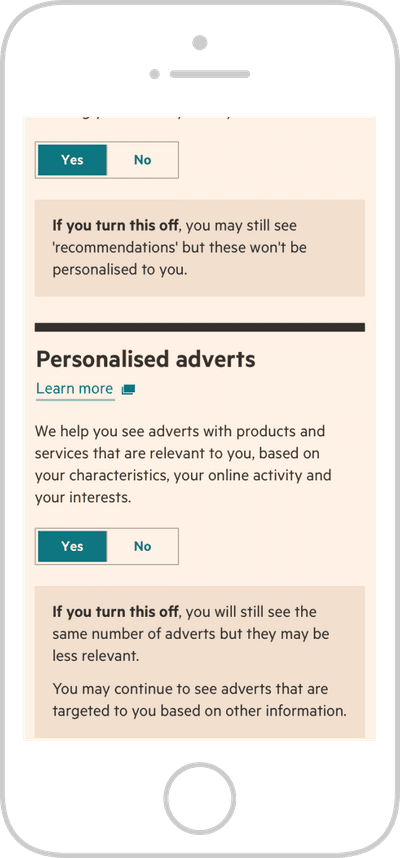 Yes No
If you turn this off, you may still see
'recommendations' but these won't be
personalised to you.
Personalised adverts
Learn more
We help you see adverts with products and
services that are relevant to you, based on
your characteristics, your online activity and
your interests.
Yes No
If you turn this off, you will still see the
same number of adverts but they may be
less relevant.
You may continue to see adverts that are
targeted to you based on other information.